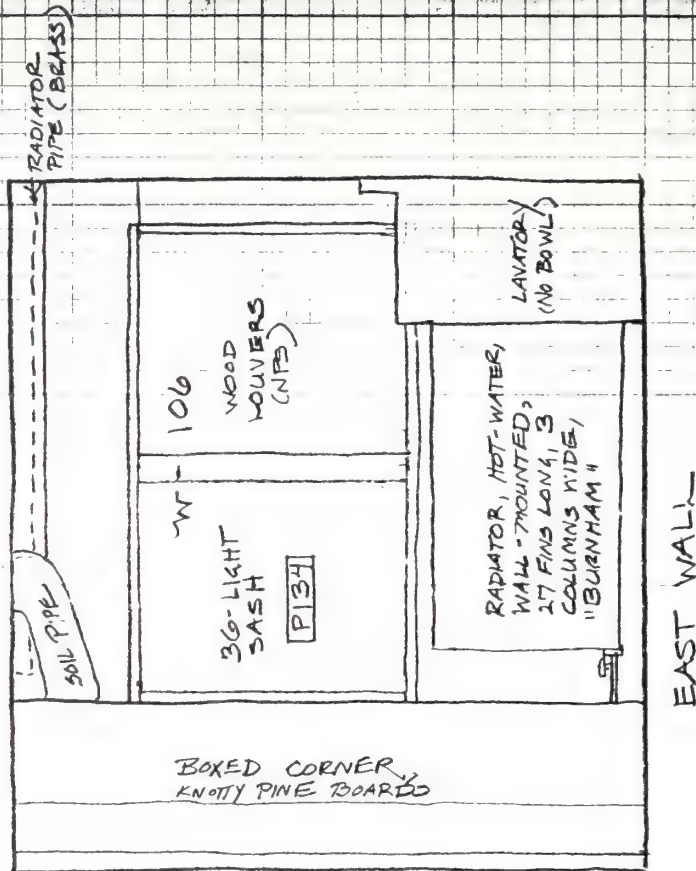 RADIATOR
PIPE (BRASS)
SOIL PIPE
W-106
36-LIGHT
SASH
P134
WOOD
LOUVERS
(NPS)
LAVATORY
(NO BOWL)
RADIATOR, HOT-WATER,
WALL-MOUNTED,
27 FINS LONG, 3
COLUMNS WIDE,
"BURNHAM"
BOXED CORNER,
KNOTTY PINE BOARDS
EAST WALL